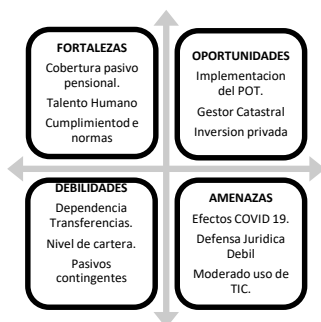 FORTALEZAS
Cobertura pasivo
pensional.
Talento Humano
Cumplimientod e
normas
OPORTUNIDADES
Implementacion
del POT.
Gestor Catastral
Inversion privada
DEBILIDADES
Dependencia
Transferencias.
Nivel de cartera.
Pasivos
contingentes
AMENAZAS
Efectos COVID 19.
Defensa Juridica
Debil
Moderado uso de
TIC.